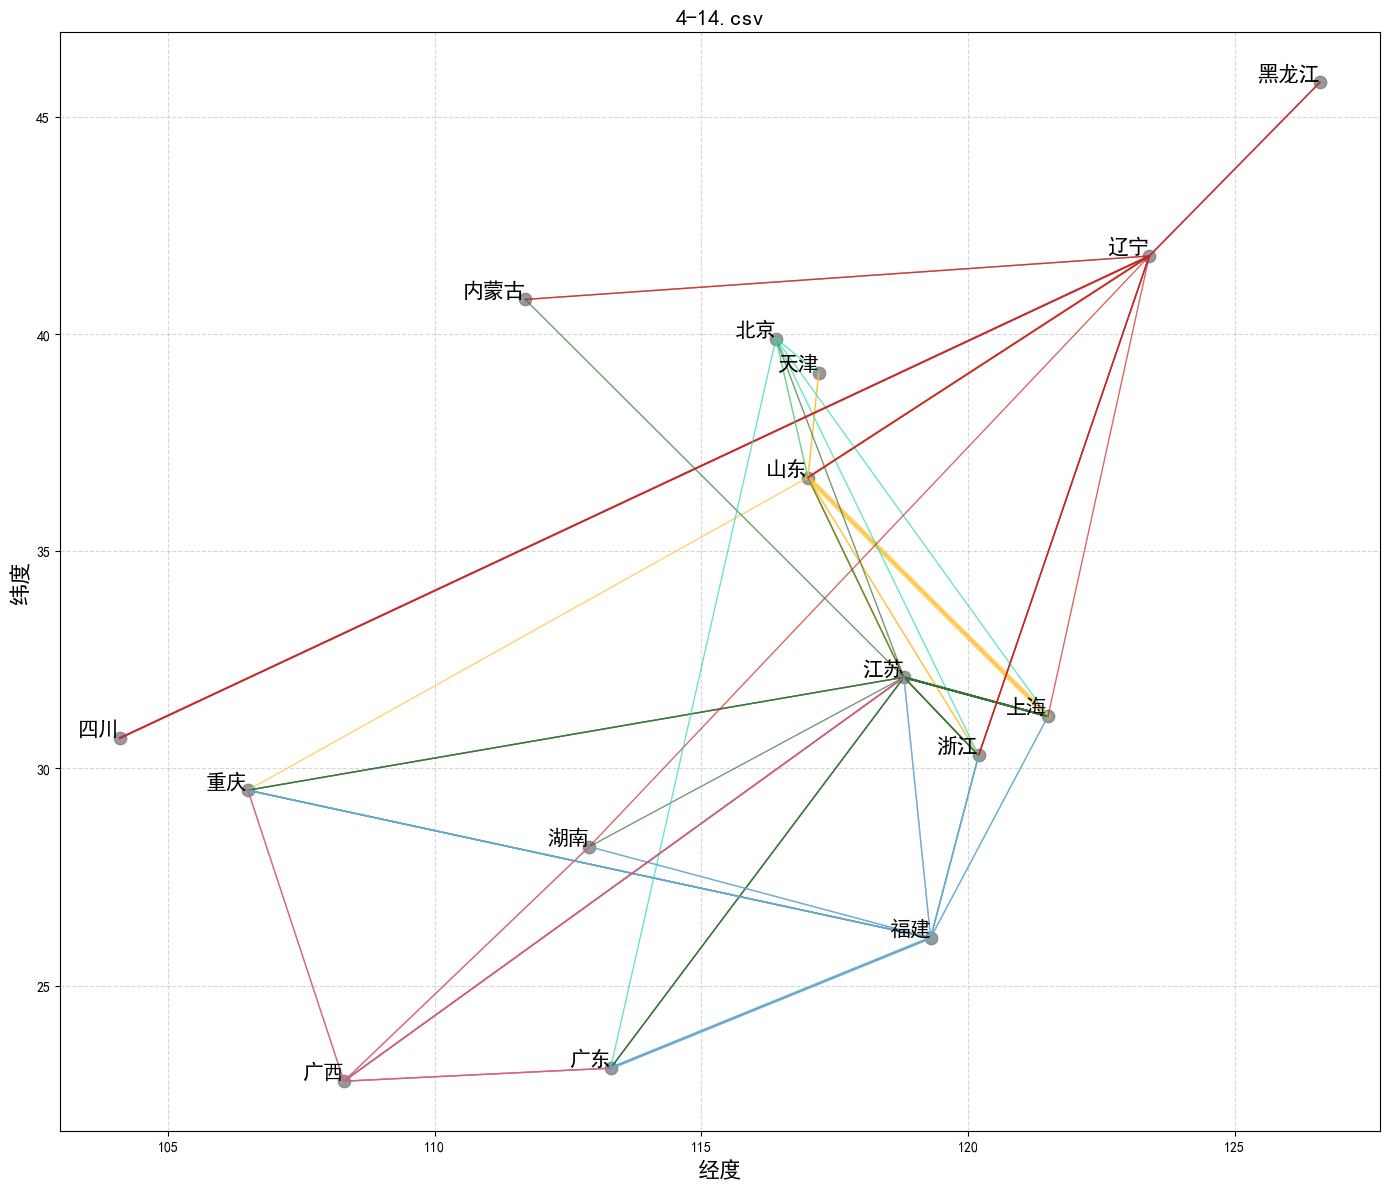 4-14.csv
黑龙江
45
辽宁
内蒙古
40
北京
天津
山东
35
纬度
江苏
上海
四川
浙江
30
重庆
湖南
福建
25
广东
广西
105
110
115
120
125
经度